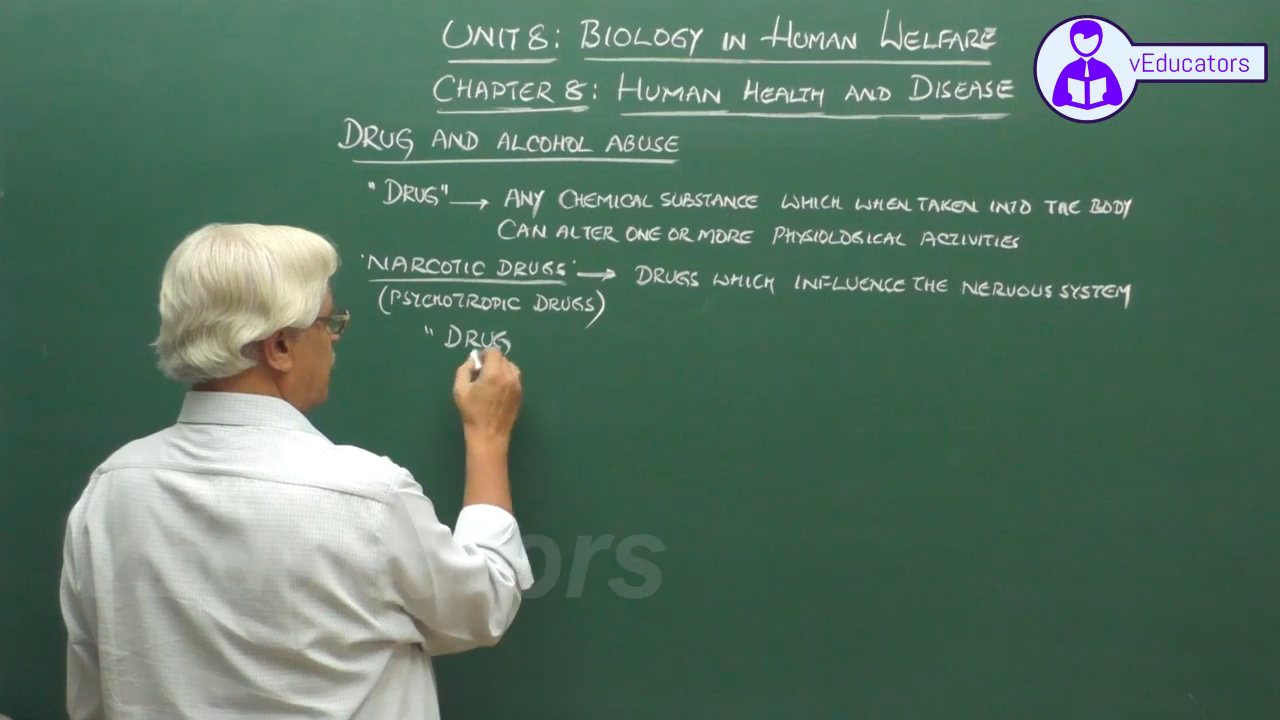 UNIT 8: BIOLOGY IN HUMAN WELFARE
CHAPTER 8: HUMAN HEALTH AND DISEASE
vEducators
DRUG AND ALCOHOL ABUSE
"DRUG" → ANY CHEMICAL SUBSTANCE WHICH WHEN TAKEN INTO THE BODY
CAN ALTER ONE OR MORE PHYSIOLOGICAL ACTIVITIES
'NARCOTIC DRUGS' → DRUGS WHICH INFLUENCE THE NERVOUS SYSTEM
(PSYCHOTROPIC DRUGS)
"DRUG